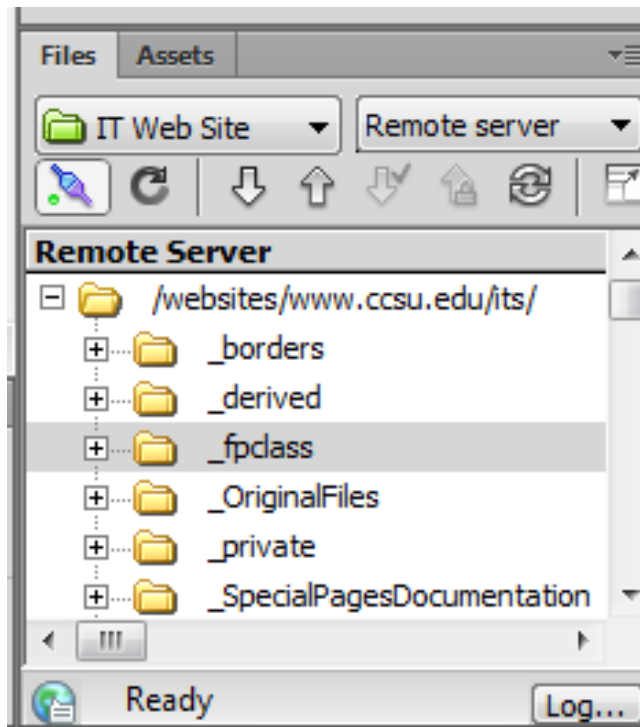 Files Assets
IT Web Site Remote server
Remote Server
/websites/www.ccsu.edu/its/
_borders
_derived
_fpclass
_OriginalFiles
_private
_SpecialPagesDocumentation
Ready Log...